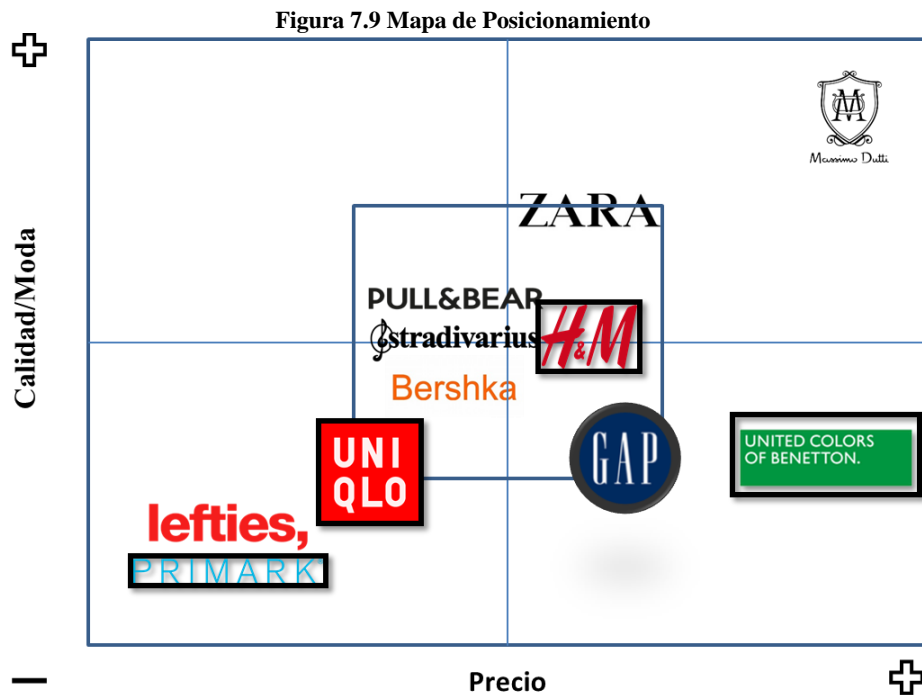 Figura 7.9 Mapa de Posicionamiento
Massimo Dutti
ZARA
Calidad/Moda
PULL&BEAR
stradivarius
H&M
Bershka
UNI
QLO
GAP
UNITED COLORS
OF BENETTON.
lefties,
PRIMARK
Precio